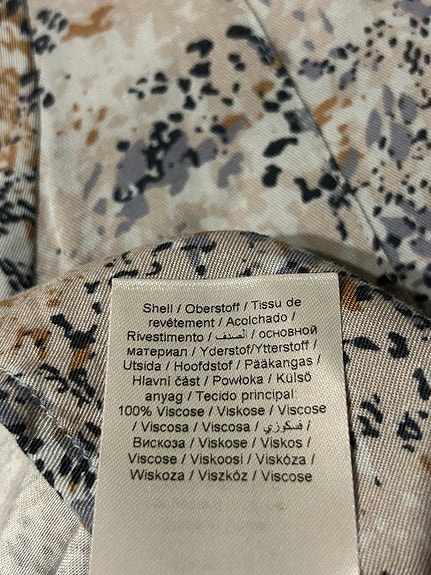 Shell / Oberstoff / Tissu de
revêtement / Acolchado /
Rivestimento / الصدف / основной
материал / Yderstof/Ytterstoff /
Utsida / Hoofdstof / Pääkangas /
Hlavní část / Powłoka / Külső
anyag / Tecido principal:
100% Viscose / Viskose / Viscose
/ Viscosa / Viscosa / فسكوزي /
Вискоза / Viskose / Viskos /
Viscose / Viskoosi / Viskóza /
Wiskoza / Viszkóz / Viscose